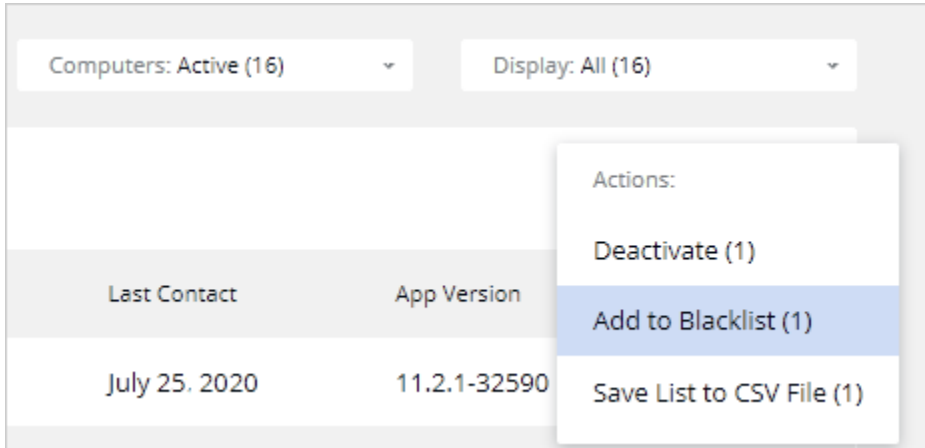 Computers: Active (16)
Display: All (16)
Actions:
Deactivate (1)
Last Contact
App Version
Add to Blacklist (1)
July 25. 2020
11.2.1-32590
Save List to CSV File (1)